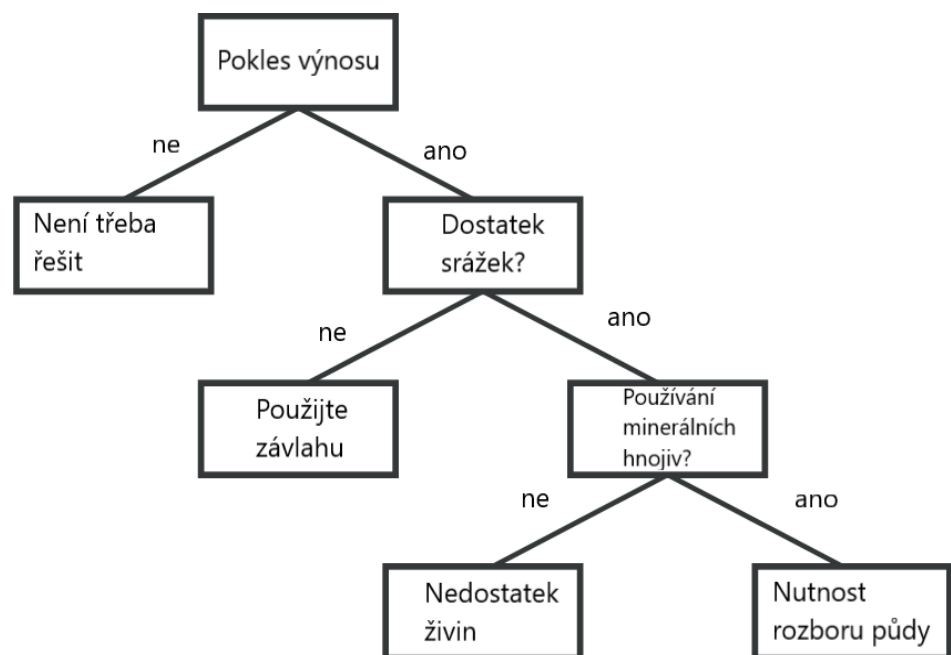 Pokles výnosu
ne
ano
Není třeba
řešit
Dostatek
srážek?
ne
ano
Použijte
závlahu
Používání
minerálních
hnojiv?
ne
ano
Nedostatek
živin
Nutnost
rozboru půdy